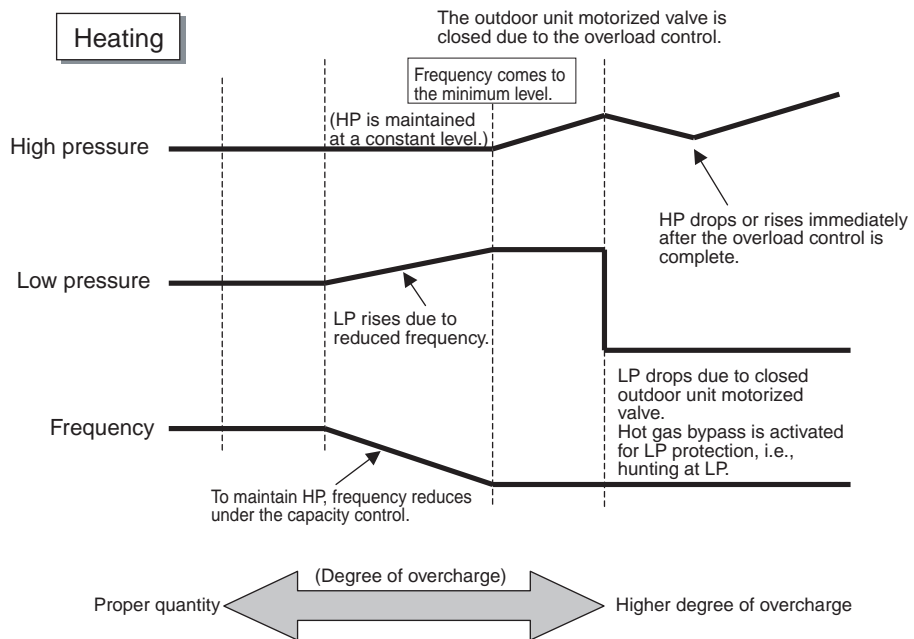 Heating
The outdoor unit motorized valve is
closed due to the overload control.
Frequency comes to
the minimum level.
(HP is maintained
at a constant level.)
High pressure
HP drops or rises immediately
after the overload control is
complete.
Low pressure
LP rises due to
reduced frequency.
LP drops due to closed
outdoor unit motorized
valve.
Hot gas bypass is activated
for LP protection, i.e.,
hunting at LP.
Frequency
To maintain HP, frequency reduces
under the capacity control.
(Degree of overcharge)
Proper quantity
Higher degree of overcharge